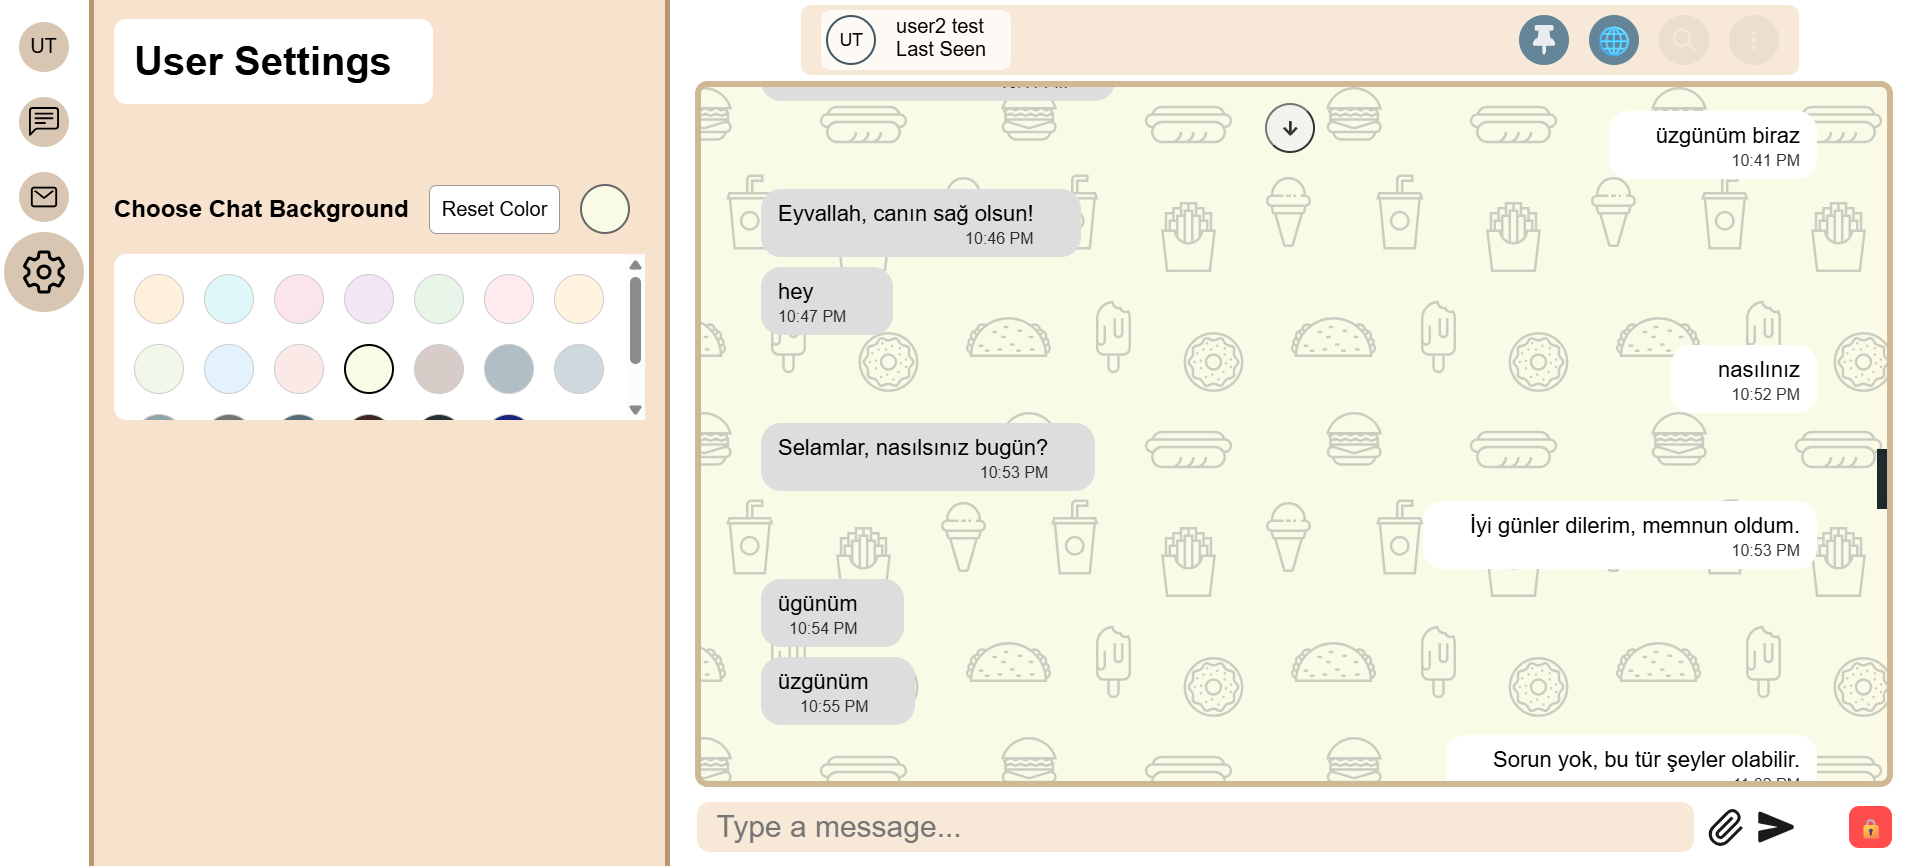 UT
User Settings
Choose Chat Background
Reset Color
UT
user2 test
Last Seen
üzgünüm biraz
10:41 PM
Eyvallah, canın sağ olsun!
10:46 PM
hey
10:47 PM
nasılınız
10:52 PM
Selamlar, nasılsınız bugün?
10:53 PM
İyi günler dilerim, memnun oldum.
10:53 PM
ügünüm
10:54 PM
üzgünüm
10:55 PM
Sorun yok, bu tür şeyler olabilir.
Type a message...